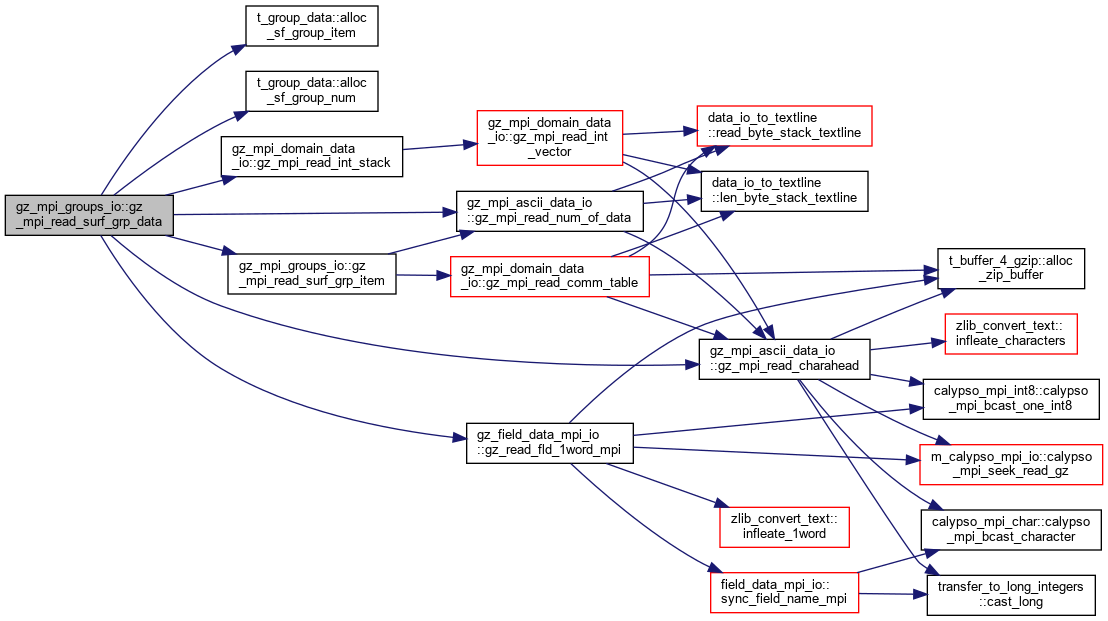 t_group_data::alloc
_sf_group_item
t_group_data::alloc
_sf_group_num
gz_mpi_domain_data
_io::gz_mpi_read_int_stack
gz_mpi_groups_io::gz
_mpi_read_surf_grp_data
gz_mpi_domain_data
_io::gz_mpi_read_int
_vector
gz_mpi_ascii_data_io
::gz_mpi_read_num_of_data
gz_mpi_groups_io::gz
_mpi_read_surf_grp_item
gz_mpi_domain_data
_io::gz_mpi_read_comm_table
data_io_to_textline
::read_byte_stack_textline
data_io_to_textline
::len_byte_stack_textline
t_buffer_4_gzip::alloc
_zip_buffer
gz_mpi_ascii_data_io
::gz_mpi_read_charahead
zlib_convert_text::
infleate_characters
calypso_mpi_int8::calypso
_mpi_bcast_one_int8
gz_field_data_mpi_io
::gz_read_fld_1word_mpi
m_calypso_mpi_io::calypso
_mpi_seek_read_gz
zlib_convert_text::
infleate_1word
calypso_mpi_char::calypso
_mpi_bcast_character
field_data_mpi_io::
sync_field_name_mpi
transfer_to_long_integers
::cast_long